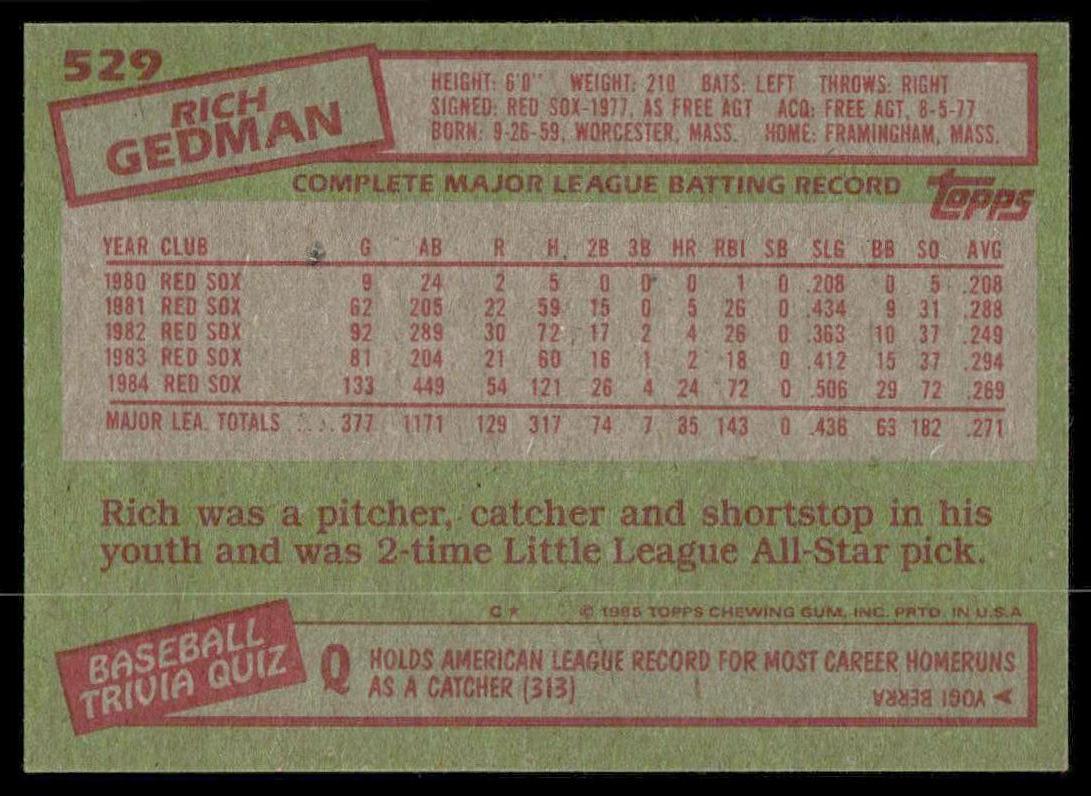 529
RICH
GEDMAN
HEIGHT: 6'0" WEIGHT: 210 BATS: LEFT THROWS: RIGHT
SIGNED: RED SOX-1977, AS FREE AGT ACQ: FREE AGT, 8-5-77
BORN: 9-26-59, WORCESTER, MASS. HOME: FRAMINGHAM, MASS.
COMPLETE MAJOR LEAGUE BATTING RECORD
topps
YEAR CLUB G AB R H 2B 3B HR RBI SB SLG BB SO AVG
1980 RED SOX 9 24 2 5 0 0 0 1 0 .208 0 5 .208
1981 RED SOX 62 205 22 59 15 0 5 26 0 .434 9 31 .288
1982 RED SOX 92 289 30 72 17 2 4 26 0 .363 10 37 .249
1983 RED SOX 81 204 21 60 16 1 2 18 0 .412 15 37 .294
1984 RED SOX 133 449 54 121 26 4 24 72 0 .506 29 72 .269
MAJOR LEA. TOTALS .... 377 1171 129 317 74 7 35 143 0 .436 63 182 .271
Rich was a pitcher, catcher and shortstop in his
youth and was 2-time Little League All-Star pick.
C* © 1985 TOPPS CHEWING GUM, INC. PRTD. IN U.S.A
BASEBALL
TRIVIA QUIZ
Q HOLDS AMERICAN LEAGUE RECORD FOR MOST CAREER HOMERUNS
AS A CATCHER (313)
YOGI BERRA